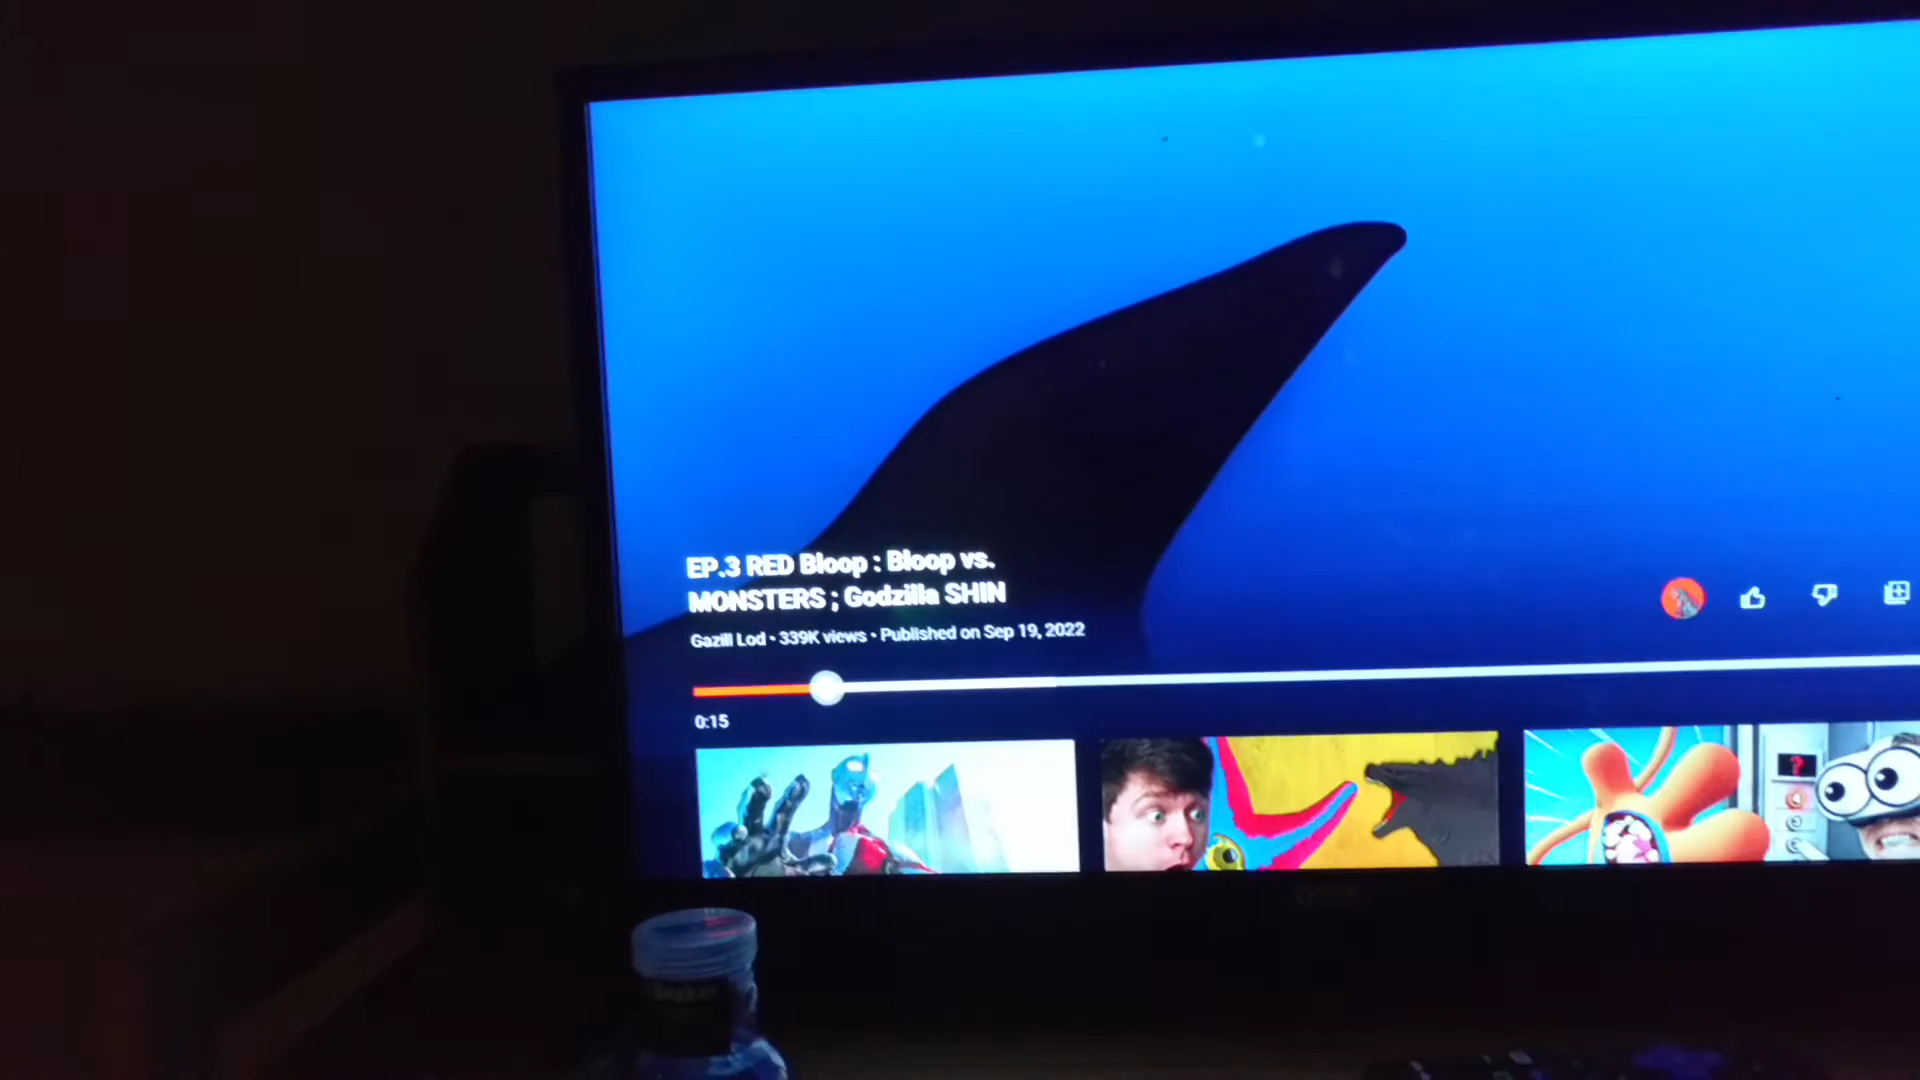 EP.3 RED Bloop : Bloop vs.
MONSTERS ; Godzilla SHIN
Gazill Lod • 339K views • Published on Sep 19, 2022
0:15
?